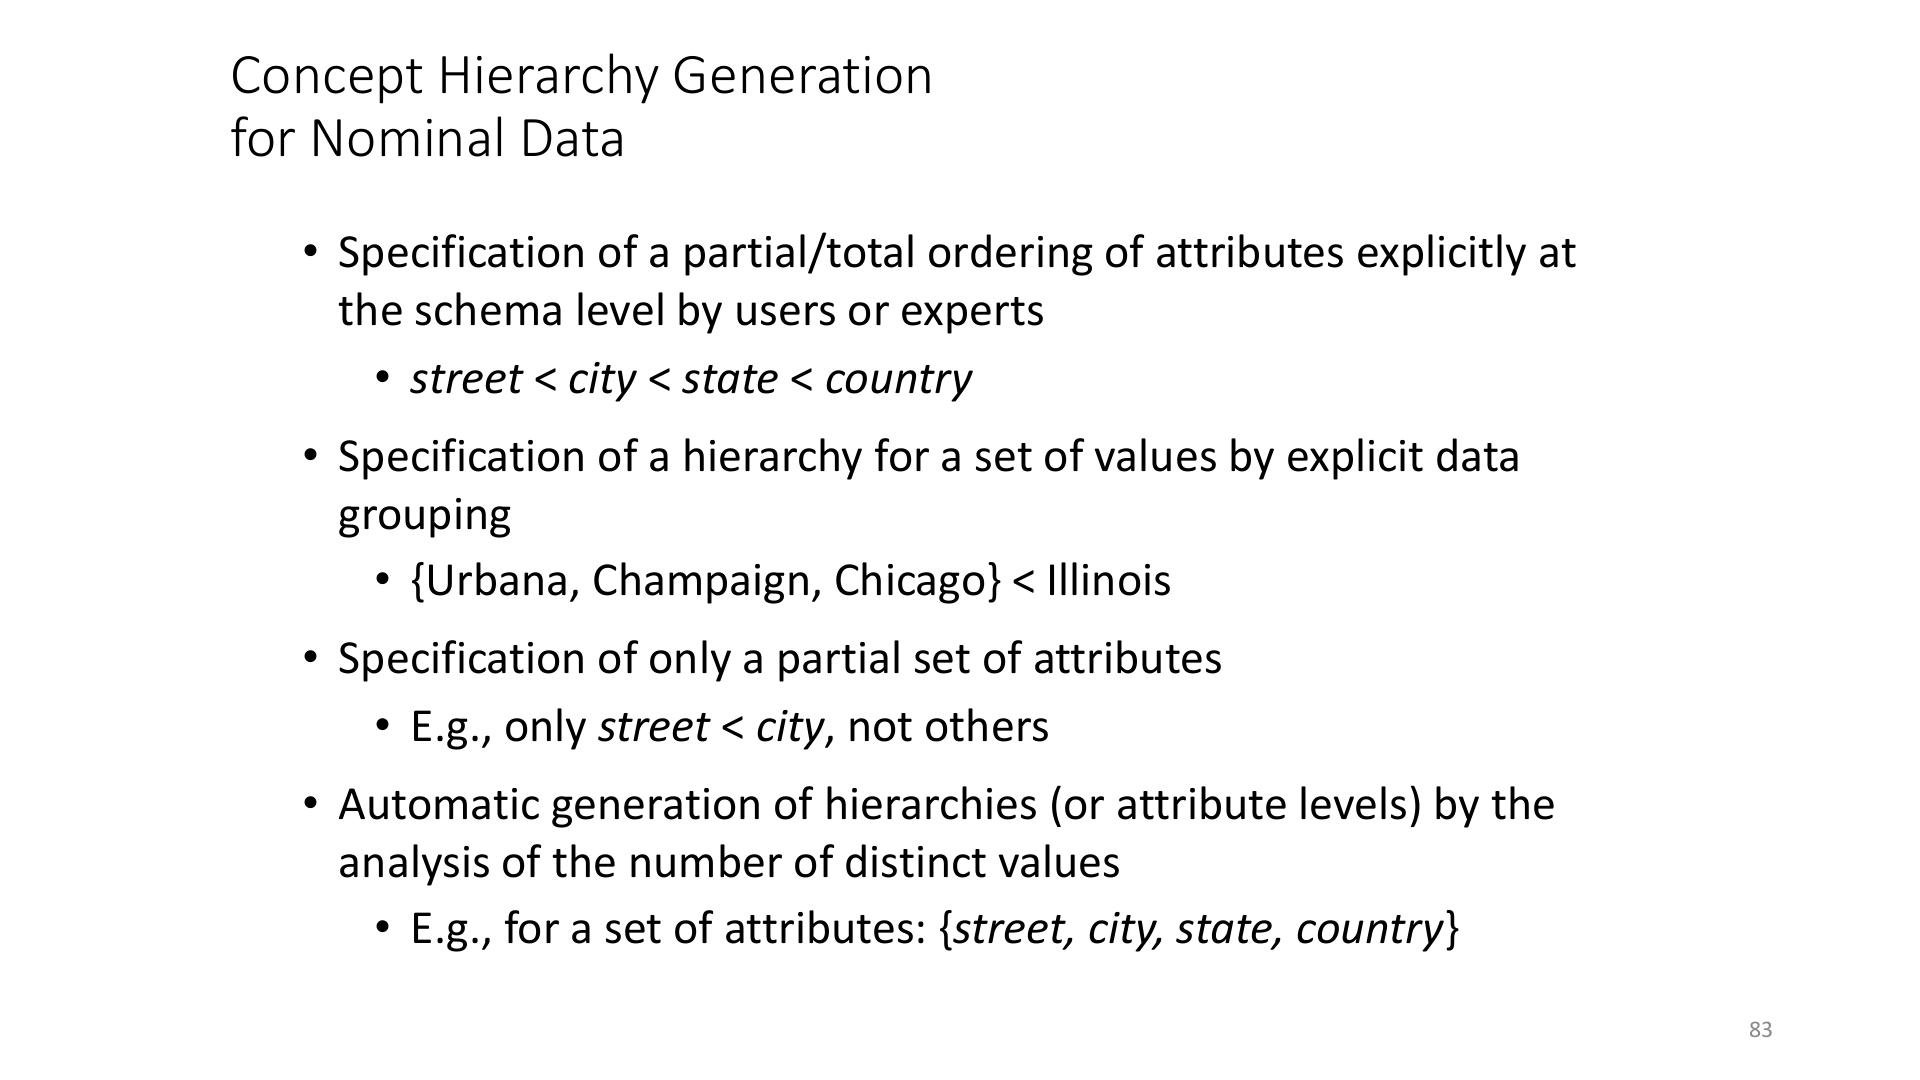 Concept Hierarchy Generation
for Nominal Data
• Specification of a partial/total ordering of attributes explicitly at
the schema level by users or experts
• street < city < state < country
• Specification of a hierarchy for a set of values by explicit data
grouping
• {Urbana, Champaign, Chicago} < Illinois
• Specification of only a partial set of attributes
• E.g., only street < city, not others
• Automatic generation of hierarchies (or attribute levels) by the
analysis of the number of distinct values
• E.g., for a set of attributes: {street, city, state, country}
83